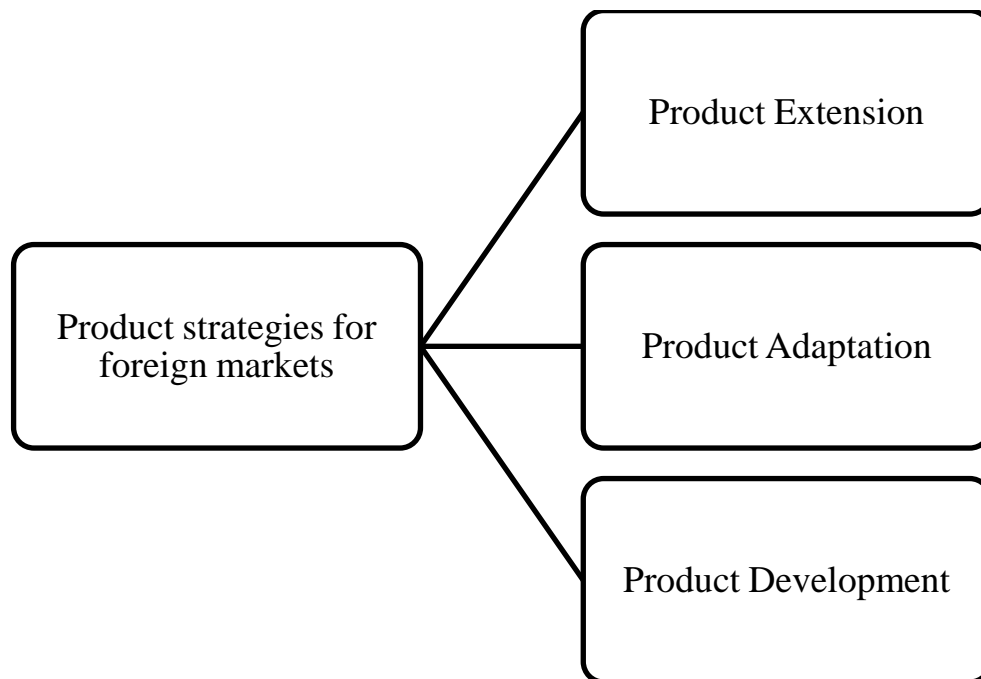 Product Extension
Product strategies for
foreign markets
Product Adaptation
Product Development